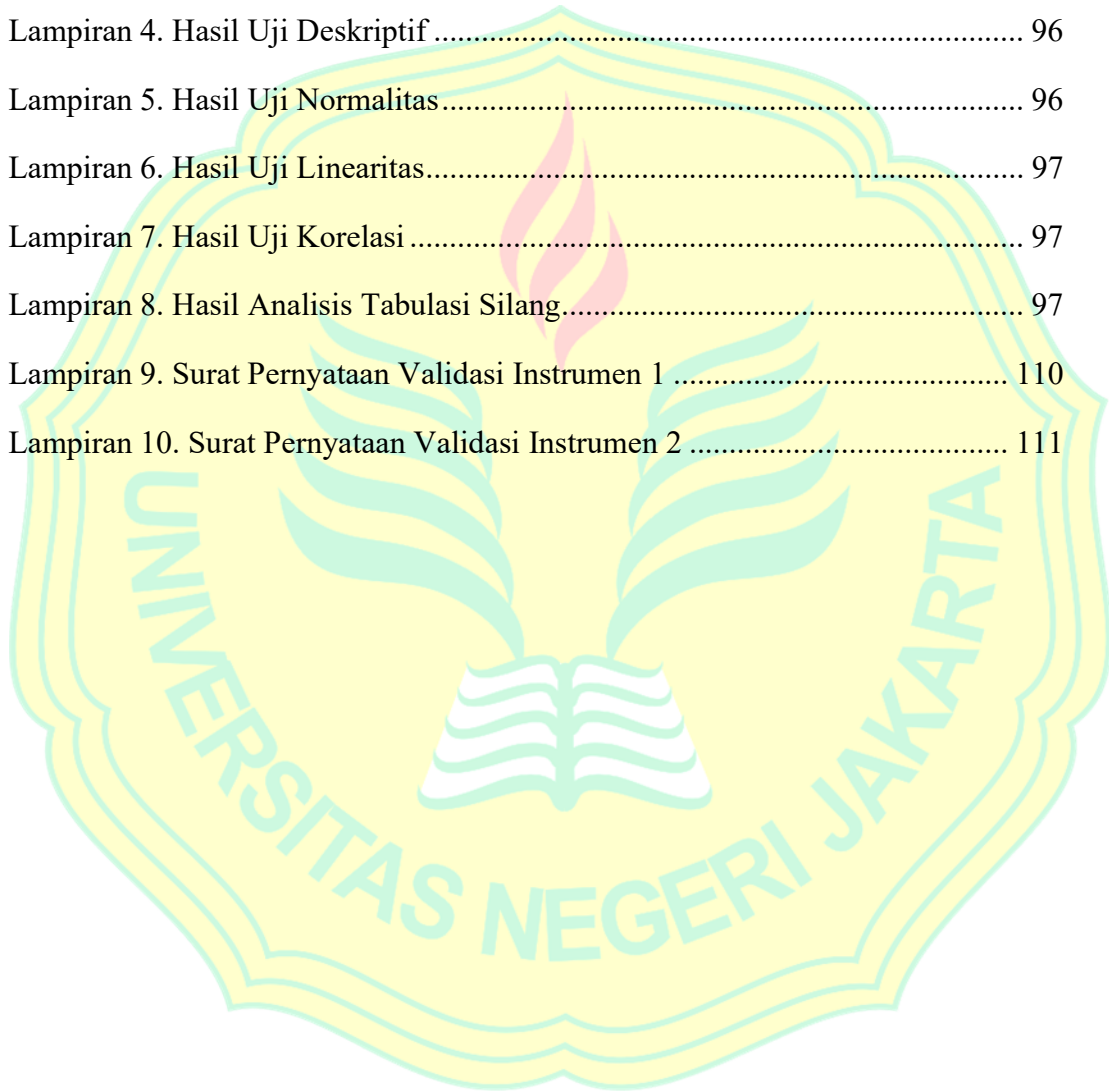 Lampiran 4. Hasil Uji Deskriptif ........................................................................ 96
Lampiran 5. Hasil Uji Normalitas ....................................................................... 96
Lampiran 6. Hasil Uji Linearitas ......................................................................... 97
Lampiran 7. Hasil Uji Korelasi ........................................................................... 97
Lampiran 8. Hasil Analisis Tabulasi Silang ........................................................ 97
Lampiran 9. Surat Pernyataan Validasi Instrumen 1 ......................................... 110
Lampiran 10. Surat Pernyataan Validasi Instrumen 2 ....................................... 111
UNIVERSITAS NEGERI JAKARTA